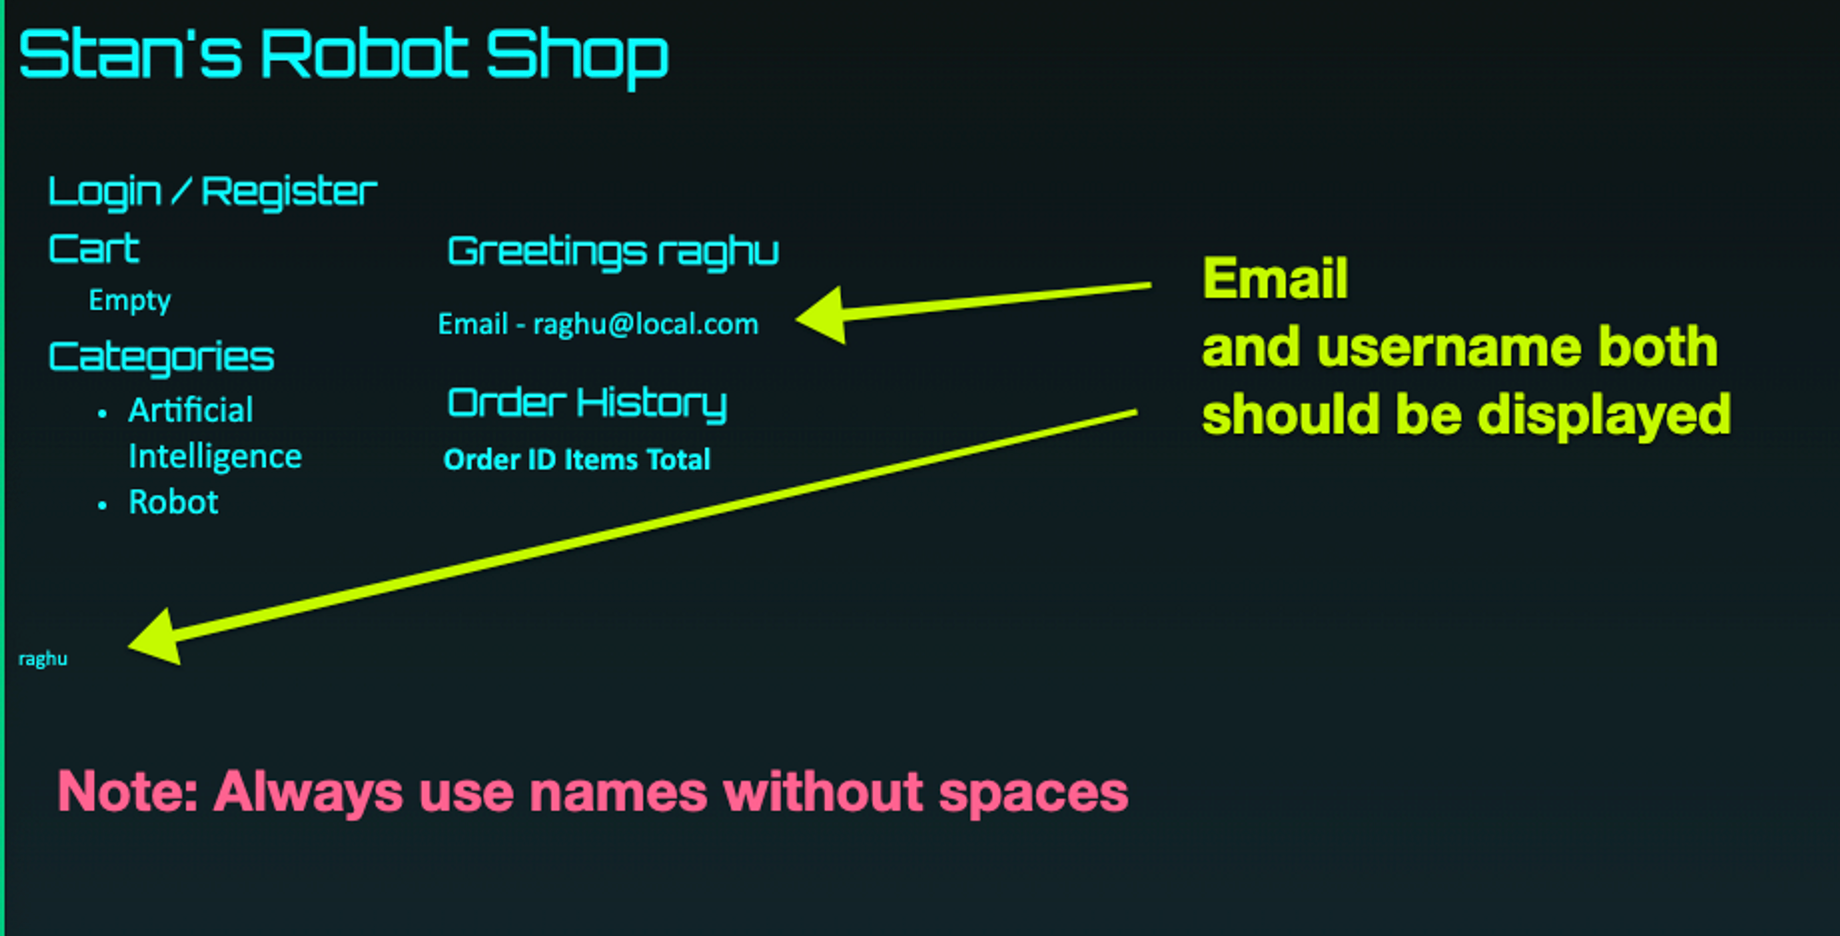 Stan's Robot Shop
Login / Register
Cart
Empty
Categories
Artificial
Intelligence
Robot
Greetings raghu
Email - raghu@local.com
Order History
Order ID Items Total
Email
and username both
should be displayed
raghu
Note: Always use names without spaces